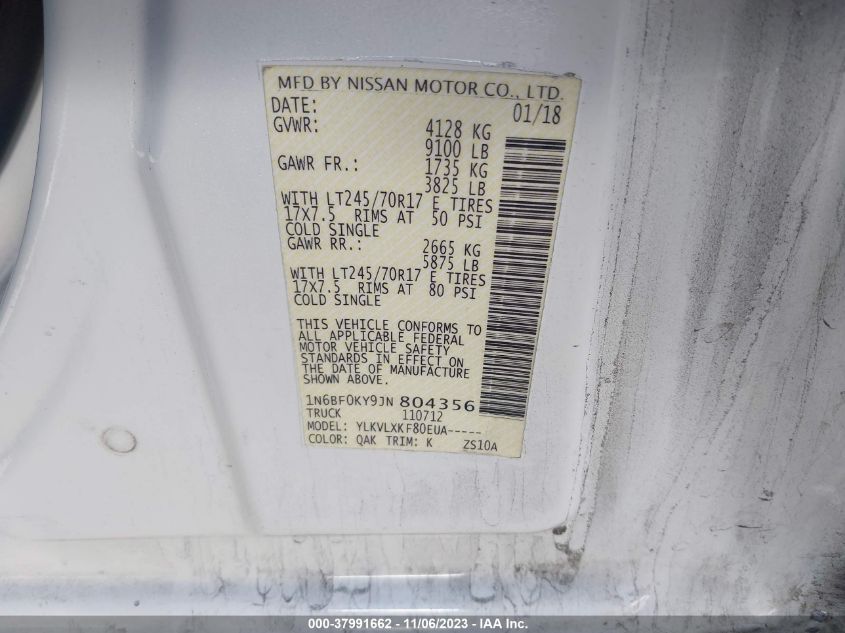 MFD BY NISSAN MOTOR CO., LTD.
DATE: 01/18
GVWR: 4128 KG
9100 LB
GAWR FR.: 1735 KG
3825 LB
WITH LT245/70R17 E TIRES
17X7.5 RIMS AT 50 PSI
COLD SINGLE
GAWR RR.: 2665 KG
5875 LB
WITH LT245/70R17 E TIRES
17X7.5 RIMS AT 80 PSI
COLD SINGLE
THIS VEHICLE CONFORMS TO
ALL APPLICABLE FEDERAL
MOTOR VEHICLE SAFETY
STANDARDS IN EFFECT ON
THE DATE OF MANUFACTURE
SHOWN ABOVE.
1N6BF0KY9JN 804356
TRUCK 110712
MODEL: YLKVLXKF80EUA-----
COLOR: QAK TRIM: K ZS10A
000-37991662 - 11/06/2023 - IAA Inc.